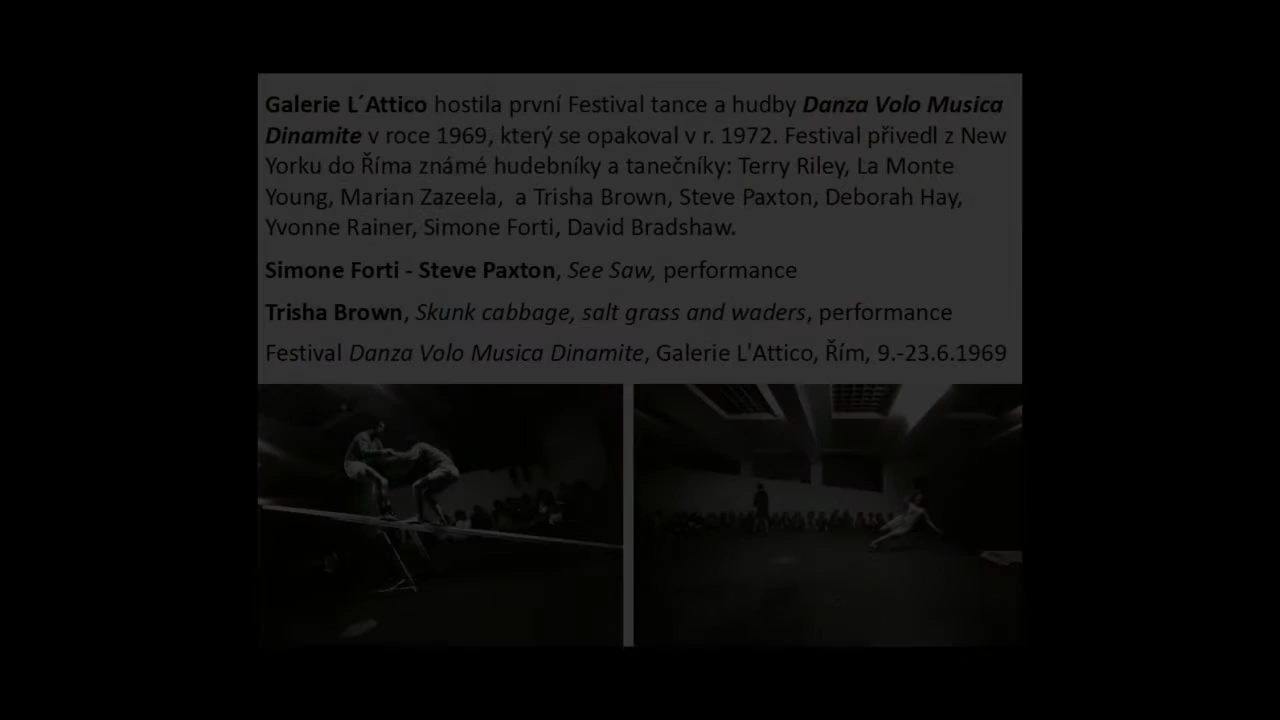 Galerie L´Attico hostila první Festival tance a hudby Danza Volo Musica
Dinamite v roce 1969, který se opakoval v r. 1972. Festival přivedl z New
Yorku do Říma známé hudebníky a tanečníky: Terry Riley, La Monte
Young, Marian Zazeela,  a Trisha Brown, Steve Paxton, Deborah Hay,
Yvonne Rainer, Simone Forti, David Bradshaw.
Simone Forti - Steve Paxton, See Saw, performance
Trisha Brown, Skunk cabbage, salt grass and waders, performance
Festival Danza Volo Musica Dinamite, Galerie L'Attico, Řím, 9.-23.6.1969